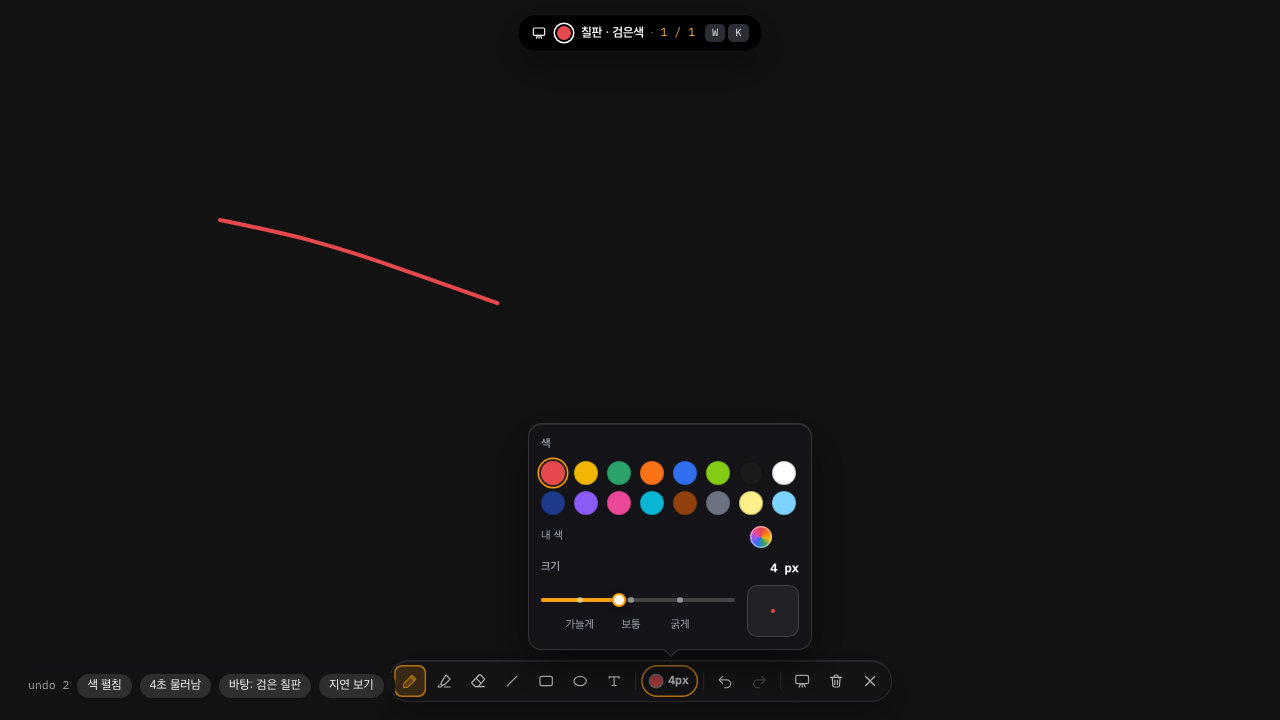 칠판 · 검은색 · 1 / 1 W K
색
내 색
크기 4 px
가늘게 보통 굵게
undo 2 색 펼침 4초 물러남 바탕: 검은 칠판 지연 보기 4px